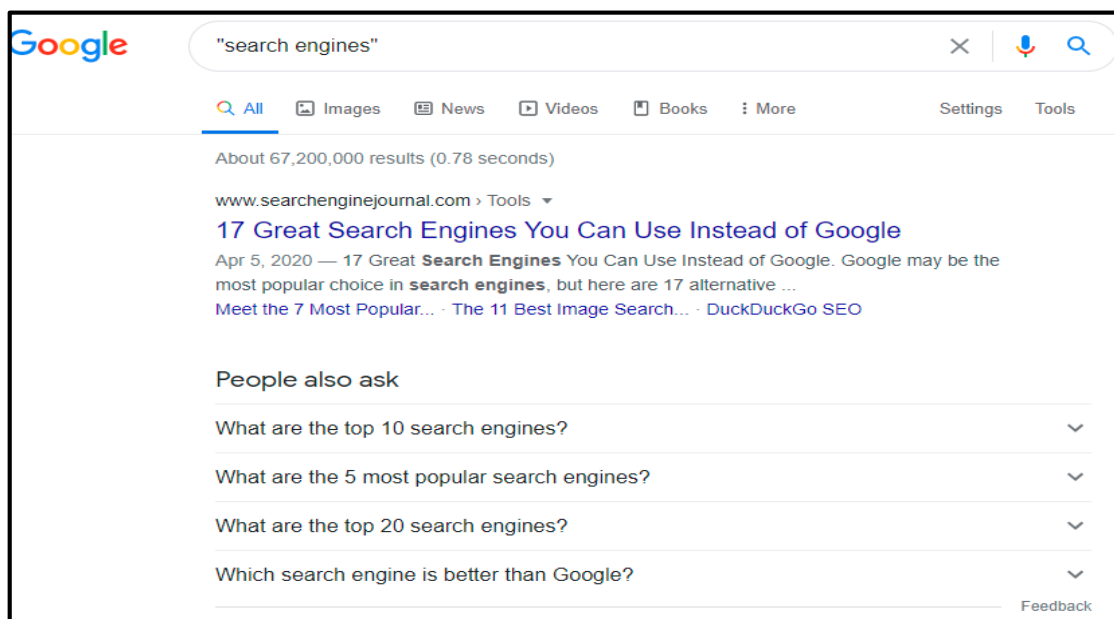 Google "search engines"
All Images News Videos Books More Settings Tools
About 67,200,000 results (0.78 seconds)
www.searchenginejournal.com › Tools
17 Great Search Engines You Can Use Instead of Google
Apr 5, 2020 — 17 Great Search Engines You Can Use Instead of Google. Google may be the
most popular choice in search engines, but here are 17 alternative ...
Meet the 7 Most Popular... · The 11 Best Image Search... · DuckDuckGo SEO
People also ask
What are the top 10 search engines?
What are the 5 most popular search engines?
What are the top 20 search engines?
Which search engine is better than Google?
Feedback